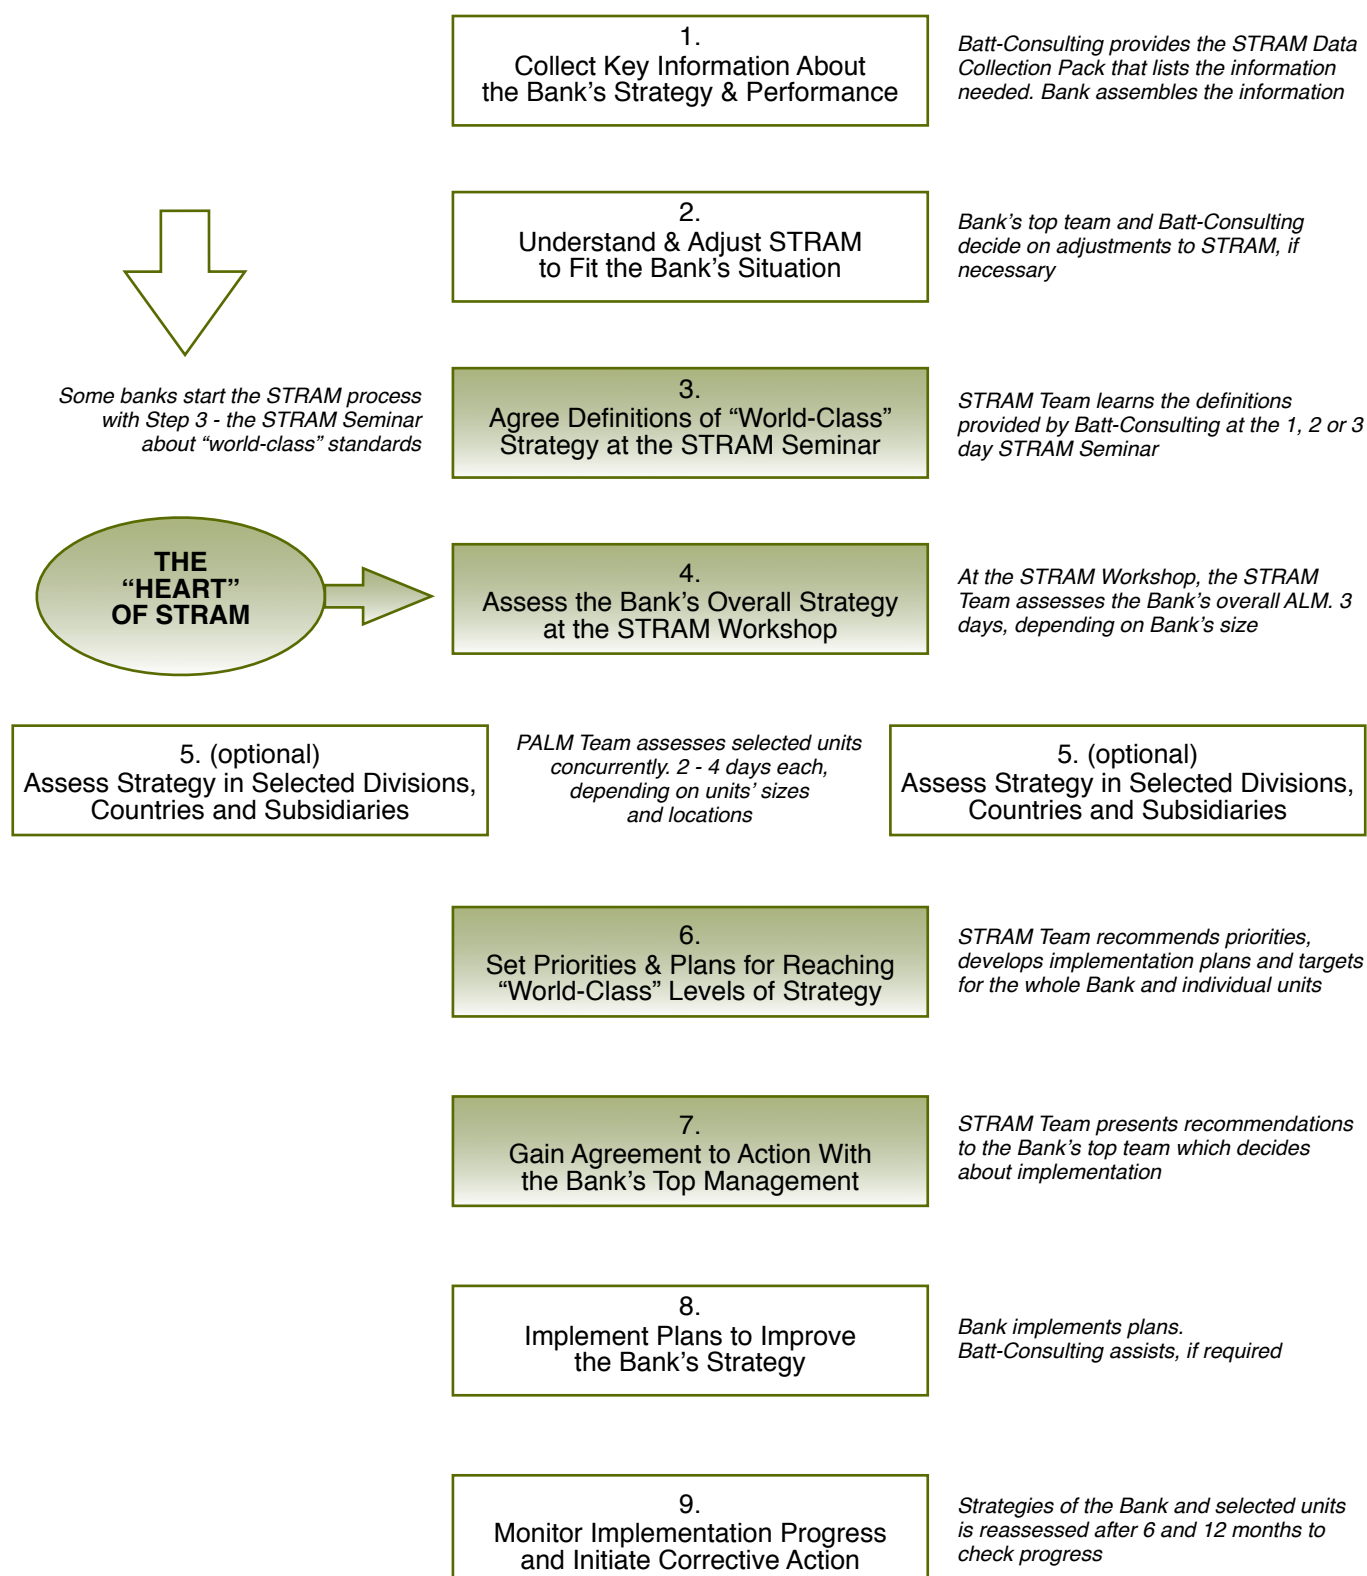 1.
Collect Key Information About
the Bank's Strategy & Performance
Batt-Consulting provides the STRAM Data
Collection Pack that lists the information
needed. Bank assembles the information
2.
Understand & Adjust STRAM
to Fit the Bank's Situation
Bank's top team and Batt-Consulting
decide on adjustments to STRAM, if
necessary
Some banks start the STRAM process
with Step 3 - the STRAM Seminar
about "world-class" standards
3.
Agree Definitions of "World-Class"
Strategy at the STRAM Seminar
STRAM Team learns the definitions
provided by Batt-Consulting at the 1, 2 or 3
day STRAM Seminar
THE
"HEART"
OF STRAM
4.
Assess the Bank's Overall Strategy
at the STRAM Workshop
At the STRAM Workshop, the STRAM
Team assesses the Bank's overall ALM. 3
days, depending on Bank's size
5. (optional)
Assess Strategy in Selected Divisions,
Countries and Subsidiaries
PALM Team assesses selected units
concurrently. 2 - 4 days each,
depending on units' sizes
and locations
5. (optional)
Assess Strategy in Selected Divisions,
Countries and Subsidiaries
6.
Set Priorities & Plans for Reaching
"World-Class" Levels of Strategy
STRAM Team recommends priorities,
develops implementation plans and targets
for the whole Bank and individual units
7.
Gain Agreement to Action With
the Bank's Top Management
STRAM Team presents recommendations
to the Bank's top team which decides
about implementation
8.
Implement Plans to Improve
the Bank's Strategy
Bank implements plans.
Batt-Consulting assists, if required
9.
Monitor Implementation Progress
and Initiate Corrective Action
Strategies of the Bank and selected units
is reassessed after 6 and 12 months to
check progress